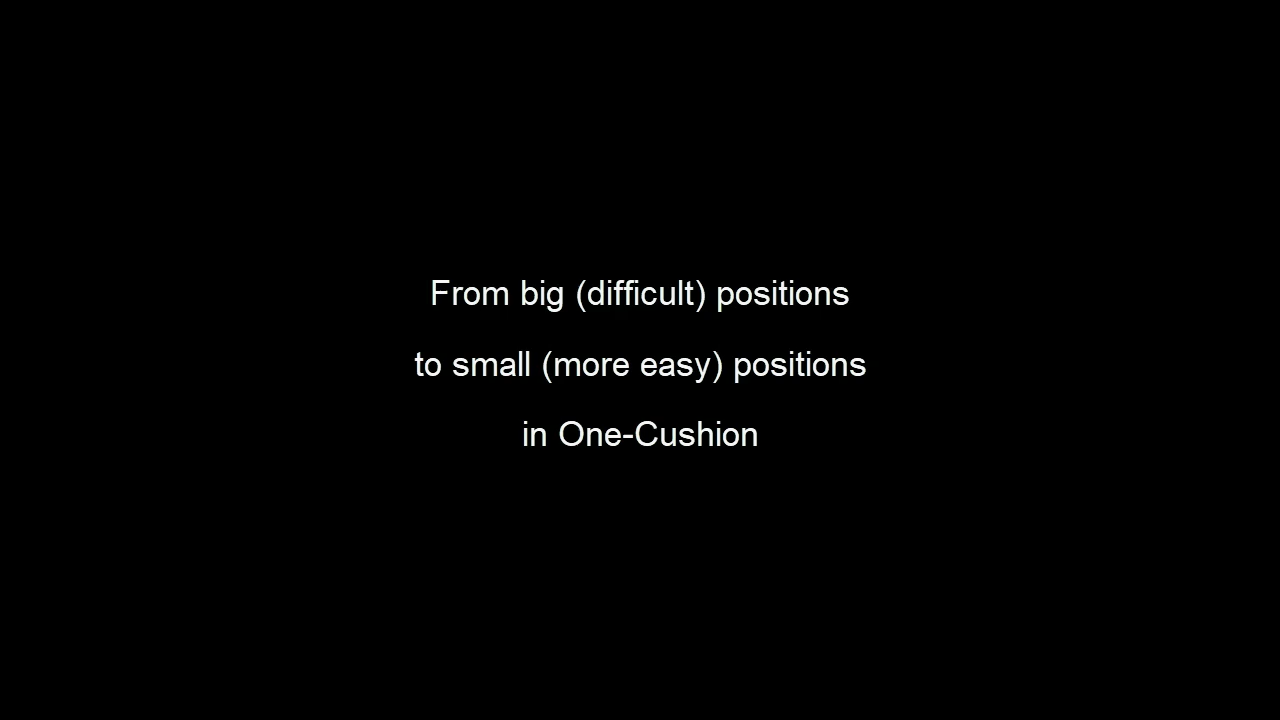 From big (difficult) positions
to small (more easy) positions
in One-Cushion